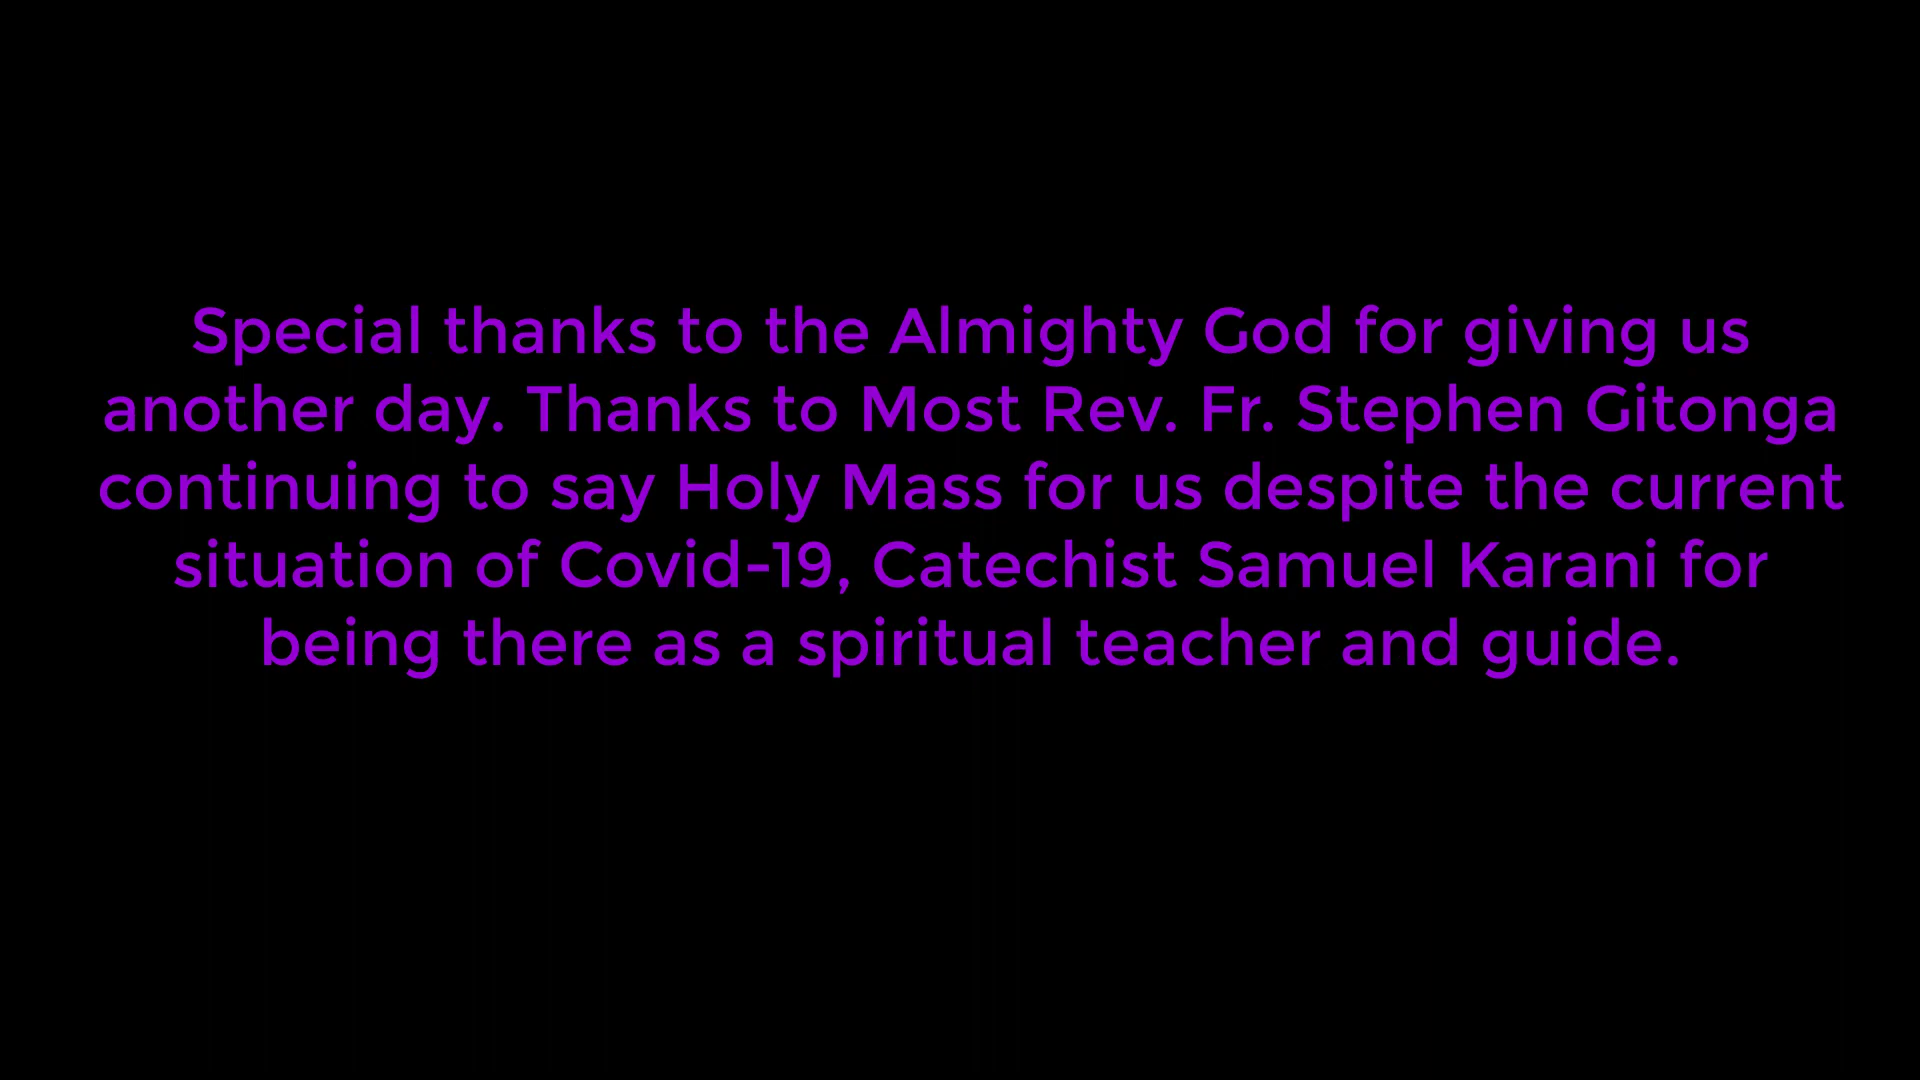 Special thanks to the Almighty God for giving us
another day. Thanks to Most Rev. Fr. Stephen Gitonga
continuing to say Holy Mass for us despite the current
situation of Covid-19, Catechist Samuel Karani for
being there as a spiritual teacher and guide.